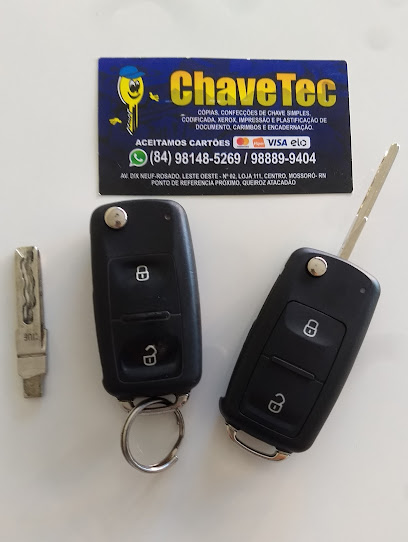 ChaveTec
CÓPIAS, CONFECÇÕES DE CHAVE SIMPLES,
CODIFICADA, XEROX, IMPRESSÃO E PLASTIFICAÇÃO DE
DOCUMENTO, CARIMBOS E ENCADERNAÇÃO.
ACEITAMOS CARTÕES VISA elo
(84) 98148-5269 / 98889-9404
AV. DIX NEUF-ROSADO, LESTE OESTE - Nº 02, LOJA 111, CENTRO, MOSSORÓ- RN
PONTO DE REFERENCIA PROXIMO, QUEIROZ ATACADÃO